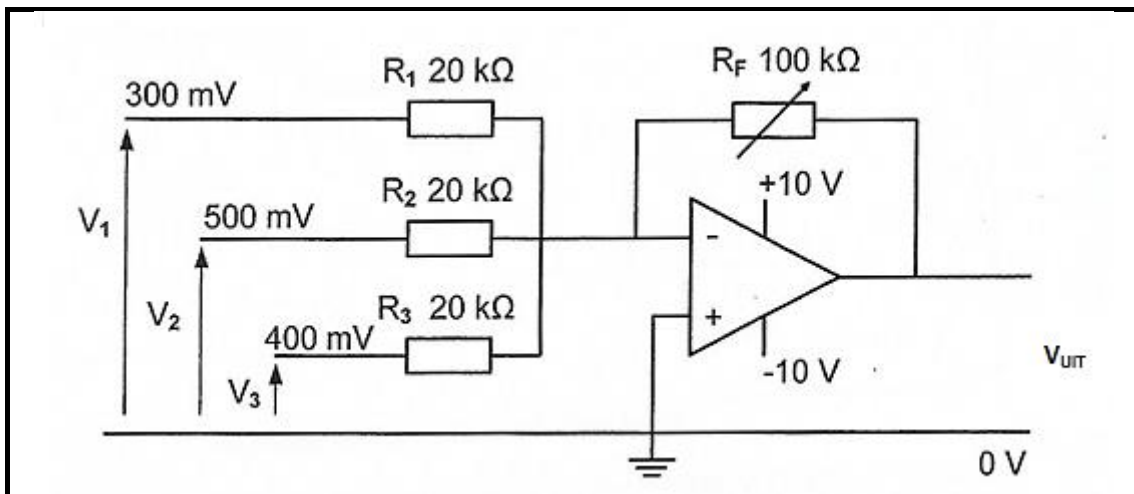 R₁ 20 kΩ
R_F 100 kΩ
300 mV
+10 V
R₂ 20 kΩ
V₁
500 mV
-
V₂
R₃ 20 kΩ
+
400 mV
-10 V
V_UIT
V₃
0 V